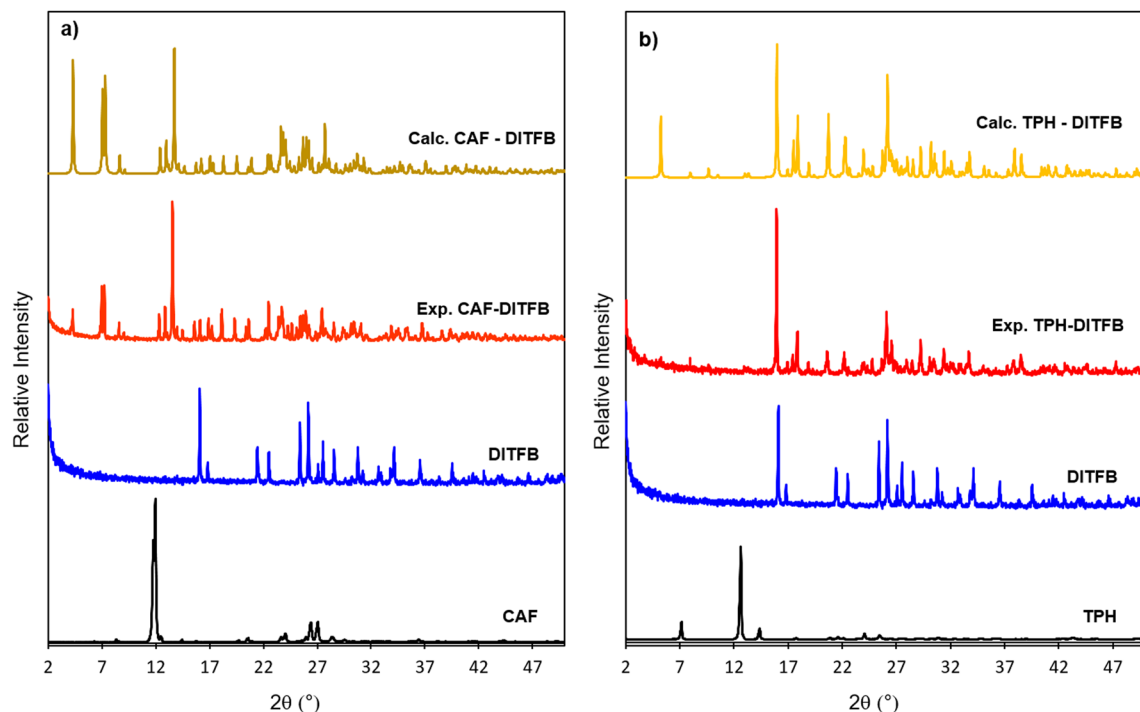 a)
Calc. CAF - DITFB
Exp. CAF-DITFB
DITFB
CAF
Relative Intensity
2 7 12 17 22 27 32 37 42 47
2θ (°)
b)
Calc. TPH - DITFB
Exp. TPH-DITFB
DITFB
TPH
Relative Intensity
2 7 12 17 22 27 32 37 42 47
2θ (°)